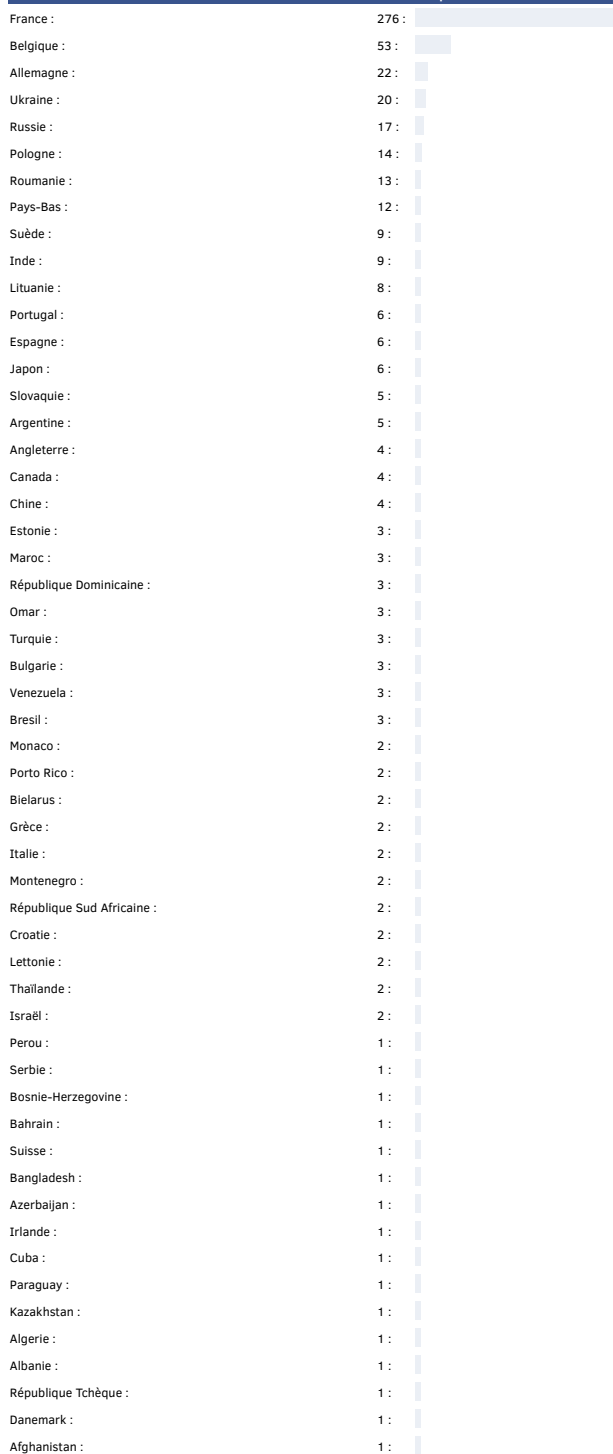 France : 276 :
Belgique : 53 :
Allemagne : 22 :
Ukraine : 20 :
Russie : 17 :
Pologne : 14 :
Roumanie : 13 :
Pays-Bas : 12 :
Suède : 9 :
Inde : 9 :
Lituanie : 8 :
Portugal : 6 :
Espagne : 6 :
Japon : 6 :
Slovaquie : 5 :
Argentine : 5 :
Angleterre : 4 :
Canada : 4 :
Chine : 4 :
Estonie : 3 :
Maroc : 3 :
République Dominicaine : 3 :
Omar : 3 :
Turquie : 3 :
Bulgarie : 3 :
Venezuela : 3 :
Bresil : 3 :
Monaco : 2 :
Porto Rico : 2 :
Bielarus : 2 :
Grèce : 2 :
Italie : 2 :
Montenegro : 2 :
République Sud Africaine : 2 :
Croatie : 2 :
Lettonie : 2 :
Thaïlande : 2 :
Israël : 2 :
Perou : 1 :
Serbie : 1 :
Bosnie-Herzegovine : 1 :
Bahrain : 1 :
Suisse : 1 :
Bangladesh : 1 :
Azerbaijan : 1 :
Irlande : 1 :
Cuba : 1 :
Paraguay : 1 :
Kazakhstan : 1 :
Algerie : 1 :
Albanie : 1 :
République Tchèque : 1 :
Danemark : 1 :
Afghanistan : 1 :